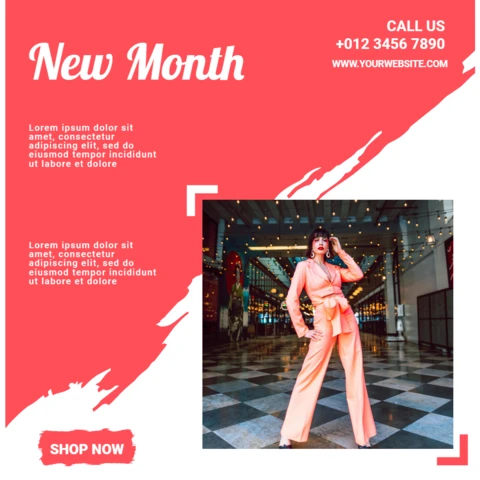 CALL US
+012 3456 7890
WWW.YOURWEBSITE.COM
New Month
Lorem ipsum dolor sit
amet, consectetur
adipiscing elit, sed do
eiusmod tempor incididunt
ut labore et dolore
Lorem ipsum dolor sit
amet, consectetur
adipiscing elit, sed do
eiusmod tempor incididunt
ut labore et dolore
SHOP NOW